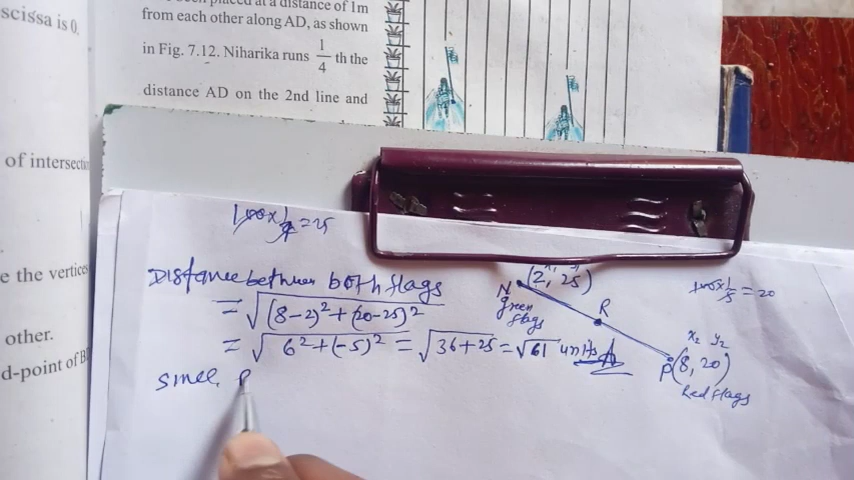 scissa is 0.
of intersection
e the vertices
other.
d-point of B
been placed at a distance of 1m
from each other along AD, as shown
in Fig. 7.12. Niharika runs 1/4 th the
distance AD on the 2nd line and
100×1/4 = 25
Distance between both flags
= √(8-2)²+(20-25)²
= √6²+(-5)² = √36+25 = √61 units
since,
N (2, 25)
green flags
R
100×1/5 = 20
x₂ y₂
P(8, 20)
Red flags